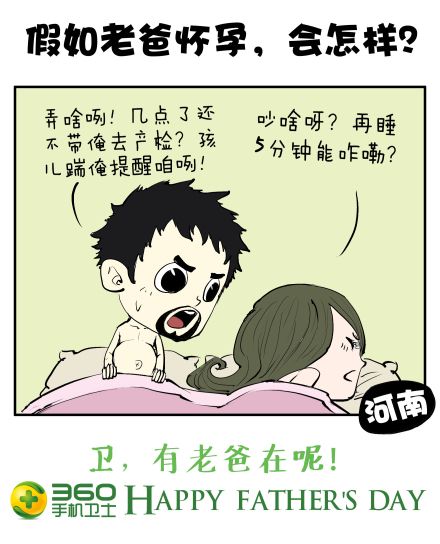 假如老爸怀孕，会怎样？
弄啥咧！几点了还
不带俺去产检？孩
儿踹俺提醒咱咧！
吵啥呀？再睡
5分钟能咋嘞？
河南
卫，有老爸在呢！
360
手机卫士
HAPPY FATHER'S DAY